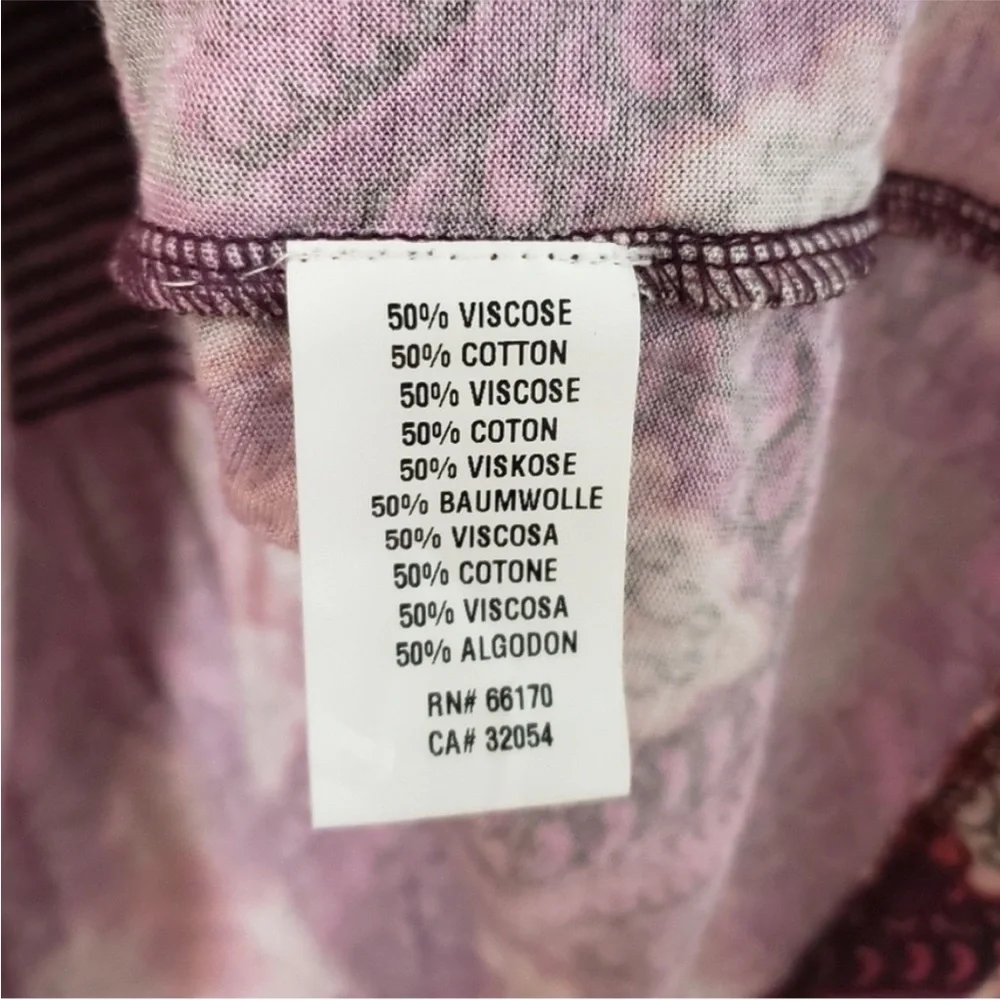 50% VISCOSE
50% COTTON
50% VISCOSE
50% COTON
50% VISKOSE
50% BAUMWOLLE
50% VISCOSA
50% COTONE
50% VISCOSA
50% ALGODON
RN# 66170
CA# 32054